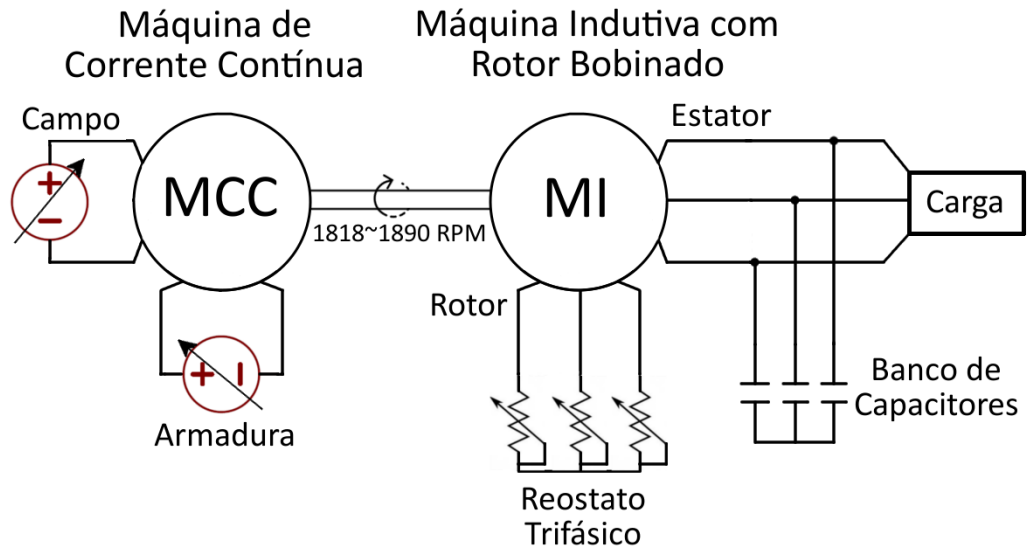 Máquina de
Corrente Contínua
Máquina Indutiva com
Rotor Bobinado
Campo
Estator
+
−
MCC
MI
Carga
1818~1890 RPM
Rotor
+ −
Armadura
Banco de
Capacitores
Reostato
Trifásico